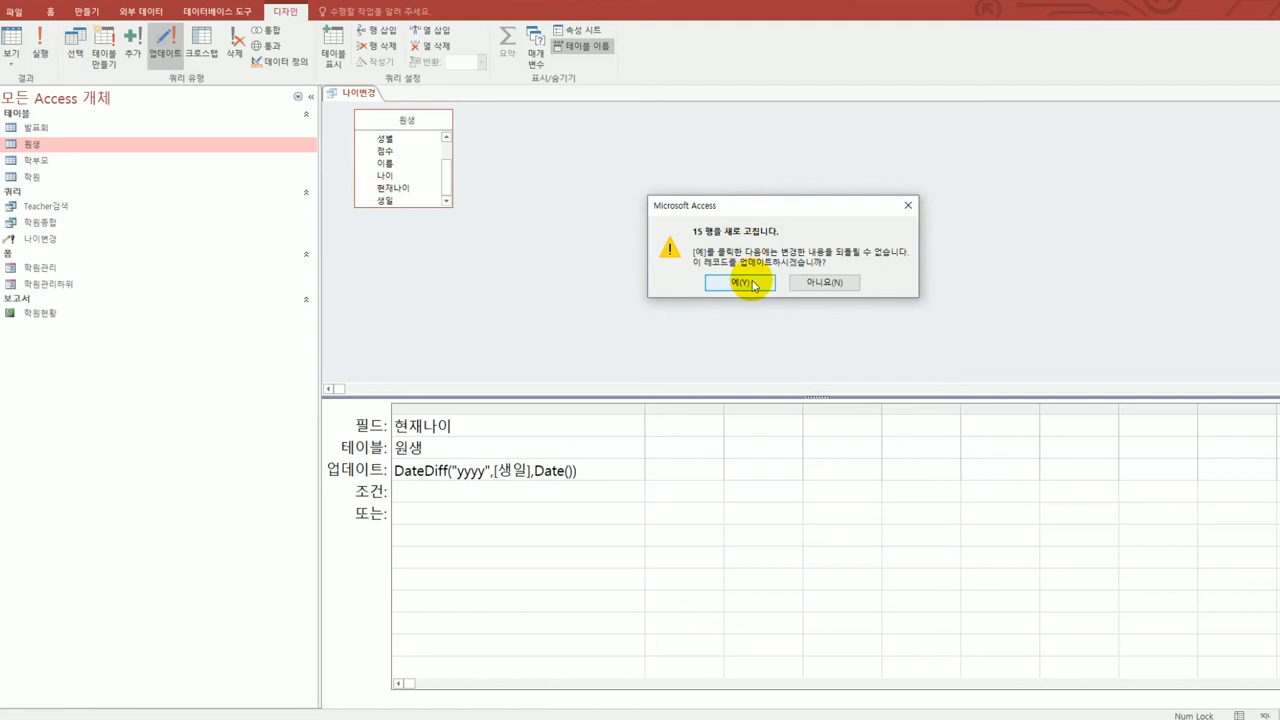 파일 홈 만들기 외부 데이터 데이터베이스 도구 디자인 수행할 작업을 알려 주세요.
보기 실행 선택 테이블 만들기 추가 업데이트 크로스탭 삭제 통합 통과 데이터 정의 테이블 표시 행 삽입 행 삭제 작성기 열 삽입 열 삭제 반환: 요약 매개 변수 속성 시트 테이블 이름
결과 쿼리 유형 쿼리 설정 표시/숨기기
모든 Access 개체
테이블
발표회
원생
학부모
학원
쿼리
Teacher검색
학원종합
나이변경
폼
학원관리
학원관리하위
보고서
학원현황
나이변경
원생
성별
점수
이름
나이
현재나이
생일
Microsoft Access
15 행을 새로 고칩니다.
[예]를 클릭한 다음에는 변경한 내용을 되돌릴 수 없습니다.
이 레코드를 업데이트하시겠습니까?
예(Y) 아니요(N)
필드: 현재나이
테이블: 원생
업데이트: DateDiff("yyyy",[생일],Date())
조건:
또는:
Num Lock SQL